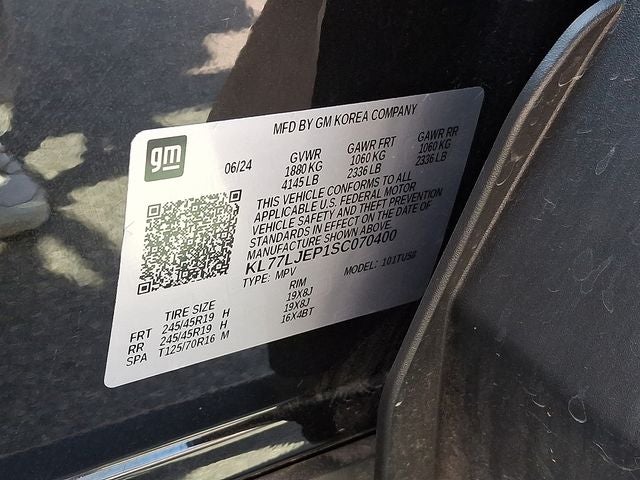 MFD BY GM KOREA COMPANY
gm
06/24
GVWR
1880 KG
4145 LB
GAWR FRT
1060 KG
2336 LB
GAWR RR
1060 KG
2336 LB
THIS VEHICLE CONFORMS TO ALL
APPLICABLE U.S. FEDERAL MOTOR
VEHICLE SAFETY AND THEFT PREVENTION
STANDARDS IN EFFECT ON THE DATE OF
MANUFACTURE SHOWN ABOVE.
KL77LJEP1SC070400
TYPE: MPV MODEL: 101TU58
TIRE SIZE RIM
FRT 245/45R19 H 19X8J
RR 245/45R19 H 19X8J
SPA T125/70R16 M 16X4BT